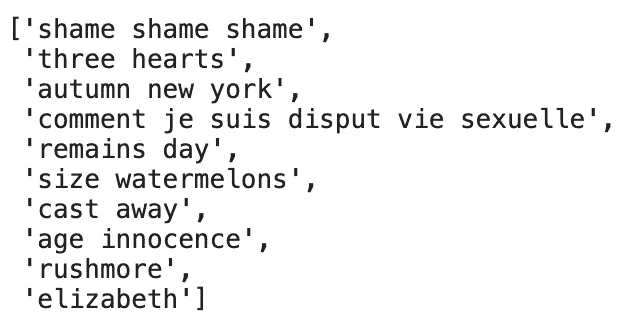 ['shame shame shame',
'three hearts',
'autumn new york',
'comment je suis disput vie sexuelle',
'remains day',
'size watermelons',
'cast away',
'age innocence',
'rushmore',
'elizabeth']